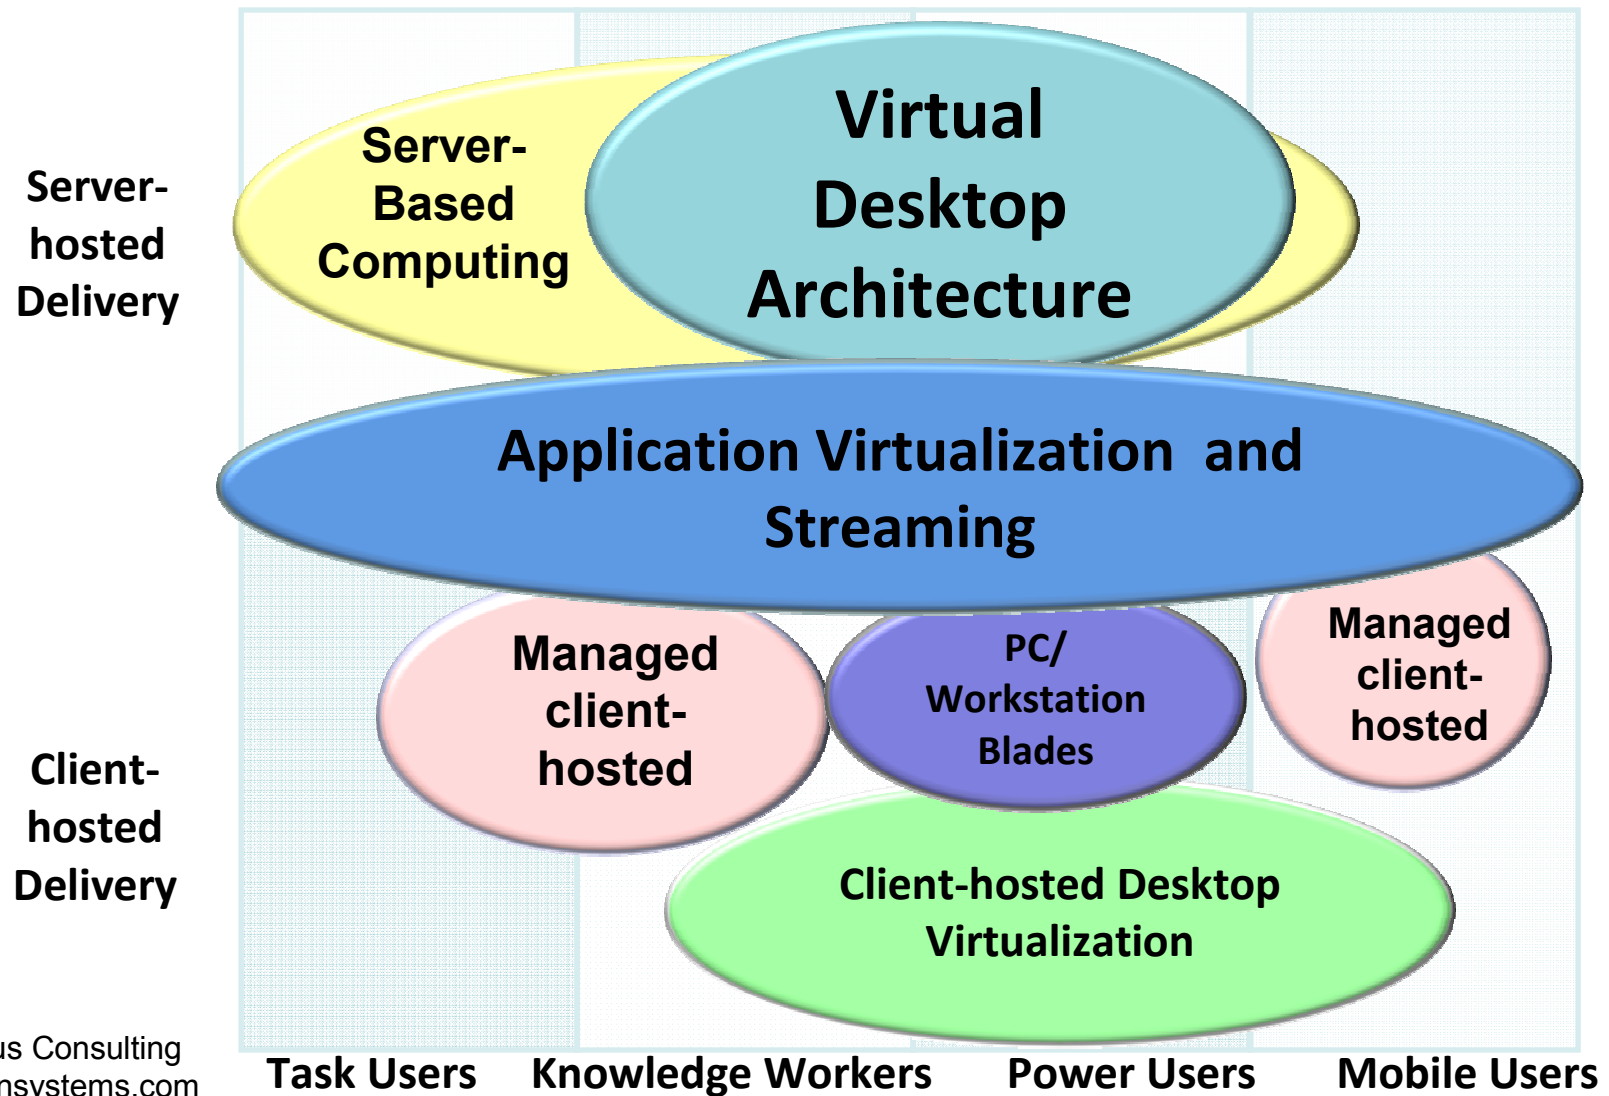 Server-
hosted
Delivery
Server-
Based
Computing
Virtual
Desktop
Architecture
Application Virtualization and
Streaming
Managed
client-
hosted
PC/
Workstation
Blades
Managed
client-
hosted
Client-
hosted
Delivery
Client-hosted Desktop
Virtualization
Consulting
Task Users
Knowledge Workers
Power Users
Mobile Users